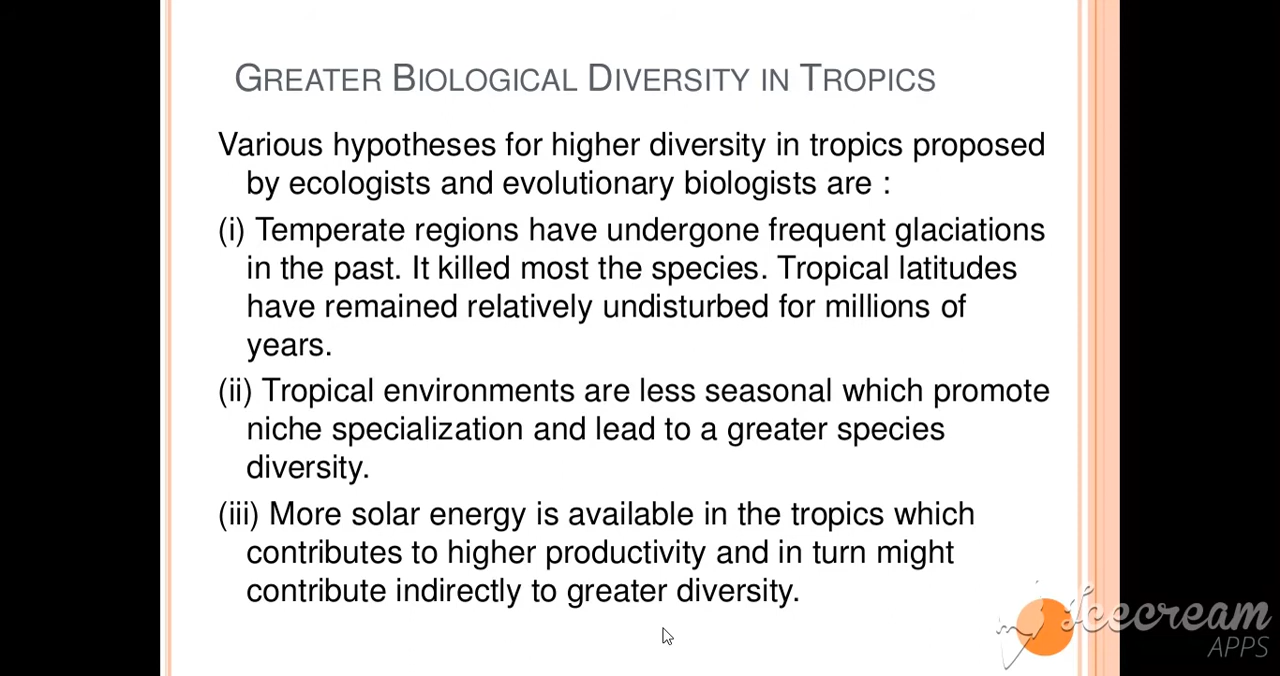 GREATER BIOLOGICAL DIVERSITY IN TROPICS
Various hypotheses for higher diversity in tropics proposed
by ecologists and evolutionary biologists are :
(i) Temperate regions have undergone frequent glaciations
in the past. It killed most the species. Tropical latitudes
have remained relatively undisturbed for millions of
years.
(ii) Tropical environments are less seasonal which promote
niche specialization and lead to a greater species
diversity.
(iii) More solar energy is available in the tropics which
contributes to higher productivity and in turn might
contribute indirectly to greater diversity.
Icecream
APPS